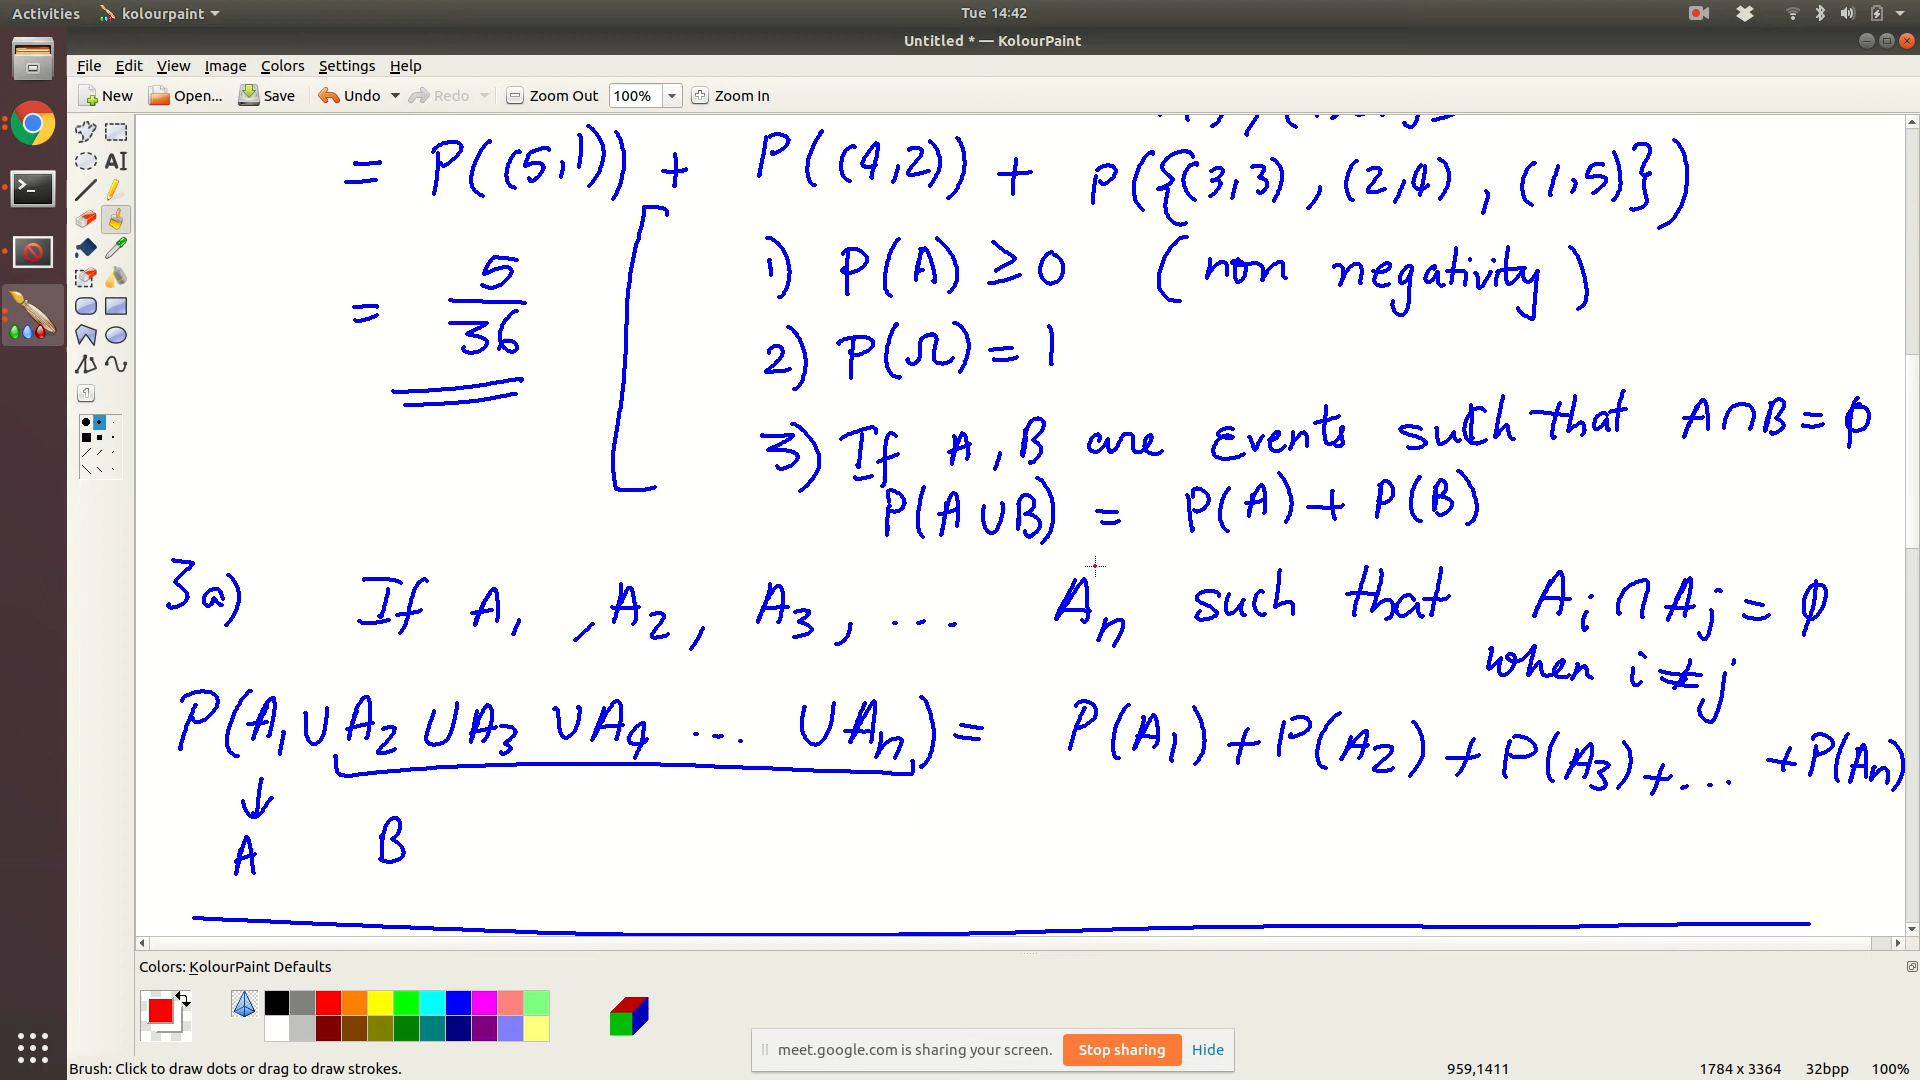 Activities kolourpaint Tue 14:42
Untitled * — KolourPaint
File Edit View Image Colors Settings Help
New Open... Save Undo Redo Zoom Out 100% Zoom In
= P((5,1)) + P((4,2)) + P({(3,3), (2,4), (1,5)})
= 5/36
1) P(A) ≥ 0 (non negativity)
2) P(Ω) = 1
3) If A, B are Events such that A∩B = φ
P(A∪B) = P(A) + P(B)
3a) If A1, A2, A3, ... An such that Ai ∩ Aj = φ
when i ≠ j
P(A1 ∪ A2 ∪ A3 ∪ A4 ... ∪ An) = P(A1) + P(A2) + P(A3) + ... + P(An)
↓
A B
Colors: KolourPaint Defaults
meet.google.com is sharing your screen. Stop sharing Hide
Brush: Click to draw dots or drag to draw strokes. 959,1411 1784 x 3364 32bpp 100%